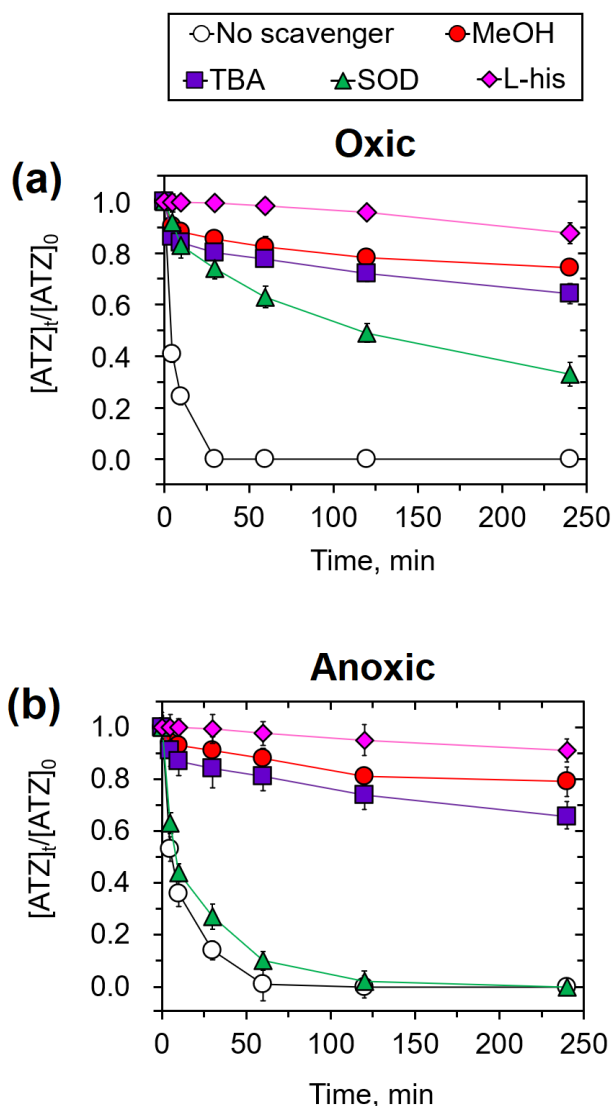 No scavenger MeOH
TBA SOD L-his
Oxic
(a)
1.0
0.8
0.6
0.4
0.2
0.0
[ATZ]t/[ATZ]0
0 50 100 150 200 250
Time, min
Anoxic
(b)
1.0
0.8
0.6
0.4
0.2
0.0
[ATZ]t/[ATZ]0
0 50 100 150 200 250
Time, min